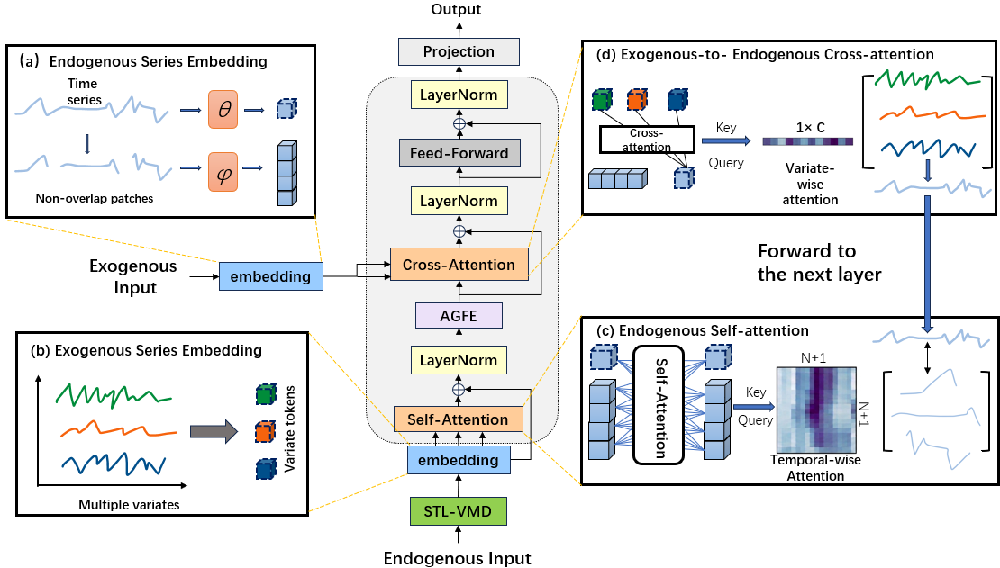 Output
Projection
LayerNorm
Feed-Forward
LayerNorm
Cross-Attention
AGFE
LayerNorm
Self-Attention
embedding
STL-VMD
Endogenous Input
Exogenous
Input
embedding
(a) Endogenous Series Embedding
Time
series
θ
φ
Non-overlap patches
(b) Exogenous Series Embedding
Variate tokens
Multiple variates
(d) Exogenous-to- Endogenous Cross-attention
Cross-
attention
Key
Query
1× C
Variate-
wise
attention
Forward to
the next layer
(c) Endogenous Self-attention
Self-Attention
Key
Query
N+1
N+1
Temporal-wise
Attention